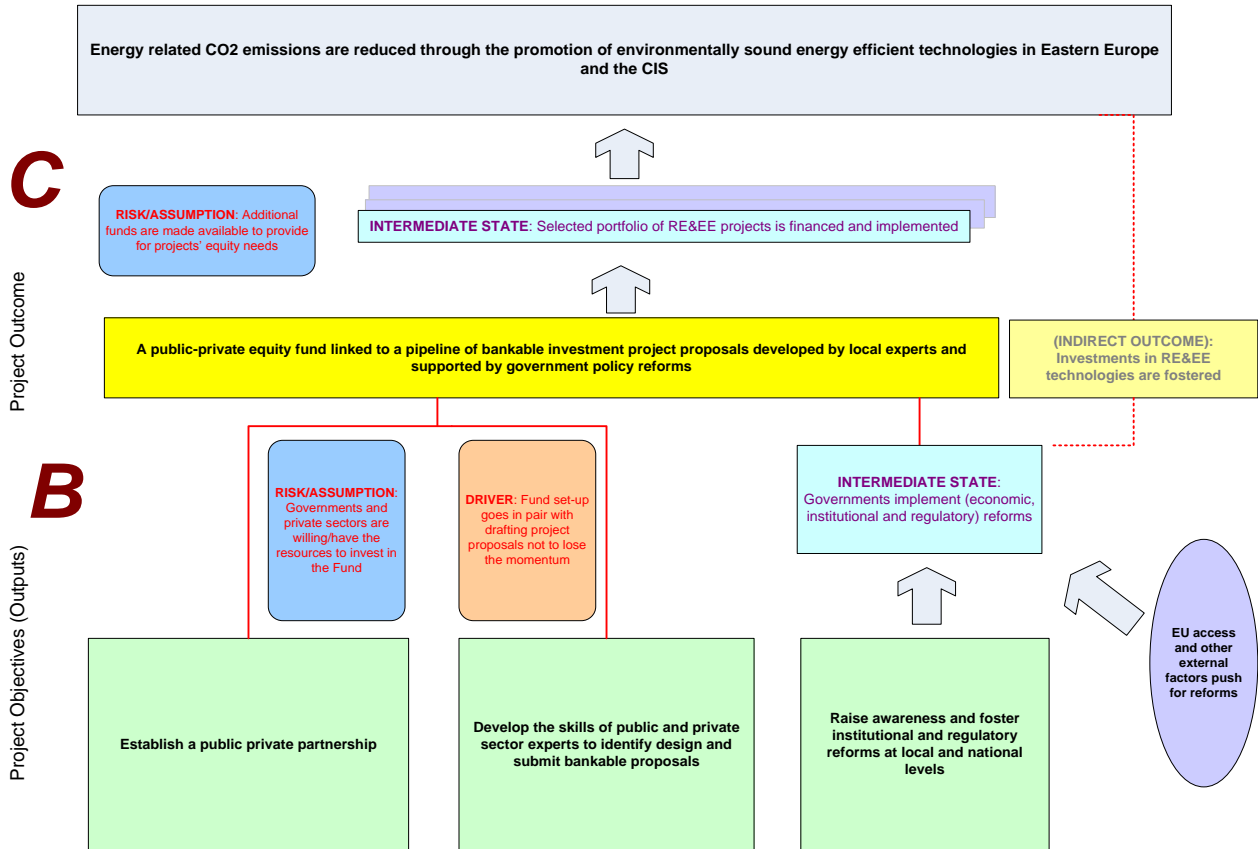 Energy related CO2 emissions are reduced through the promotion of environmentally sound energy efficient technologies in Eastern Europe
and the CIS
C
RISK/ASSUMPTION: Additional
funds are made available to provide
for projects' equity needs
INTERMEDIATE STATE: Selected portfolio of RE&EE projects is financed and implemented
Project Outcome
A public-private equity fund linked to a pipeline of bankable investment project proposals developed by local experts and
supported by government policy reforms
(INDIRECT OUTCOME):
Investments in RE&EE
technologies are fostered
B
RISK/ASSUMPTION:
Governments and
private sectors are
willing/have the
resources to invest in
the Fund
DRIVER: Fund set-up
goes in pair with
drafting project
proposals not to lose
the momentum
INTERMEDIATE STATE:
Governments implement (economic,
institutional and regulatory) reforms
EU access
and other
external
factors push
for reforms
Project Objectives (Outputs)
Establish a public private partnership
Develop the skills of public and private
sector experts to identify design and
submit bankable proposals
Raise awareness and foster
institutional and regulatory
reforms at local and national
levels